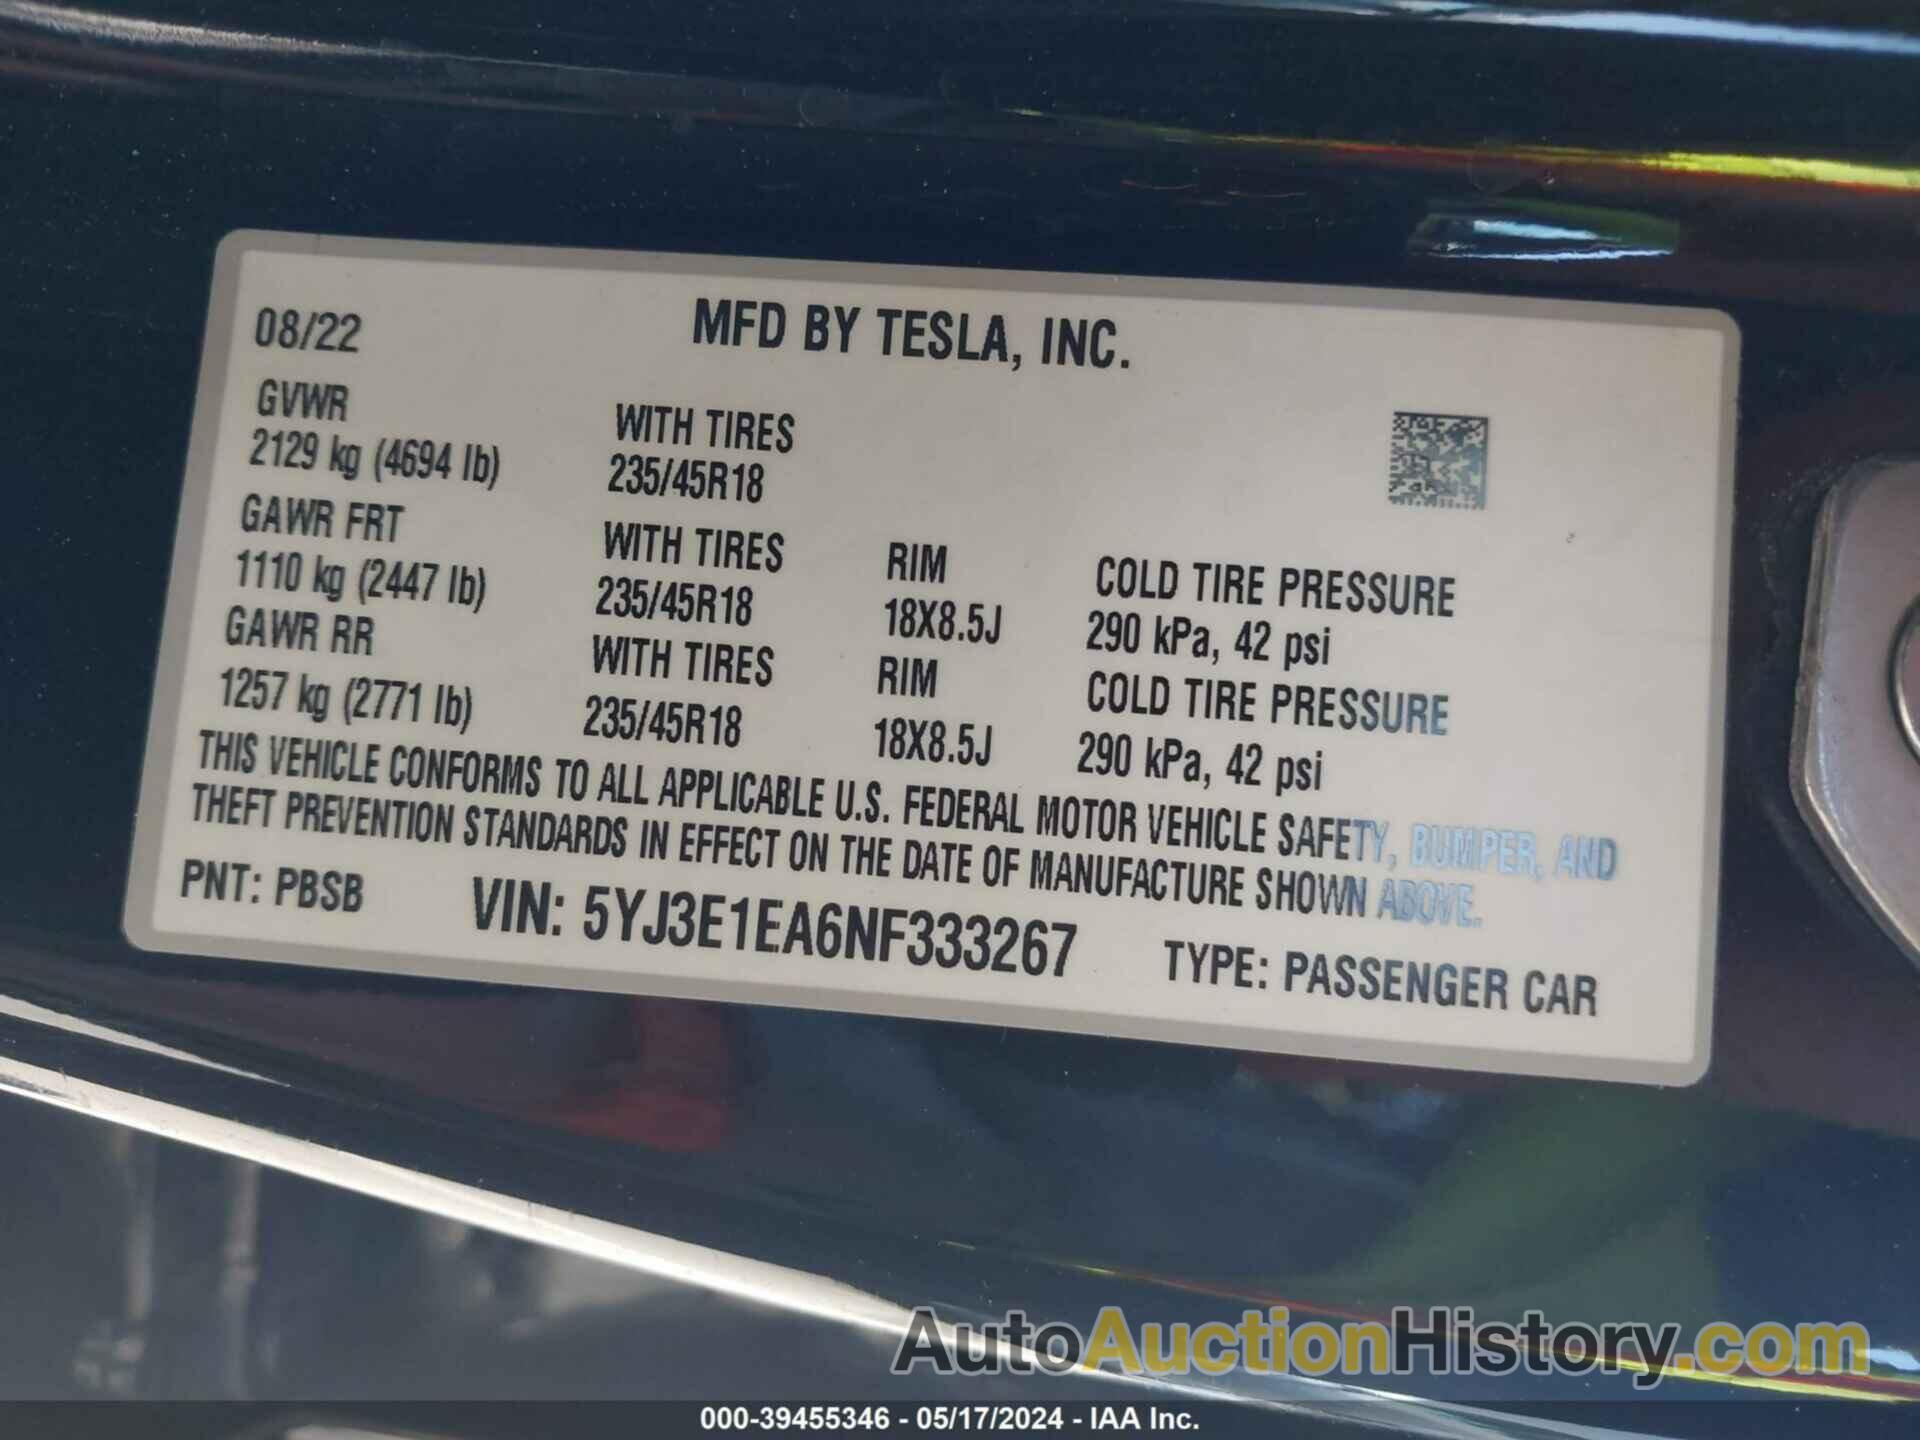 08/22 MFD BY TESLA, INC.
GVWR WITH TIRES
2129 kg (4694 lb) 235/45R18
GAWR FRT WITH TIRES RIM COLD TIRE PRESSURE
1110 kg (2447 lb) 235/45R18 18X8.5J 290 kPa, 42 psi
GAWR RR WITH TIRES RIM COLD TIRE PRESSURE
1257 kg (2771 lb) 235/45R18 18X8.5J 290 kPa, 42 psi
THIS VEHICLE CONFORMS TO ALL APPLICABLE U.S. FEDERAL MOTOR VEHICLE SAFETY, BUMPER, AND
THEFT PREVENTION STANDARDS IN EFFECT ON THE DATE OF MANUFACTURE SHOWN ABOVE.
PNT: PBSB VIN: 5YJ3E1EA6NF333267 TYPE: PASSENGER CAR
AutoAuctionHistory.com
000-39455346 - 05/17/2024 - IAA Inc.